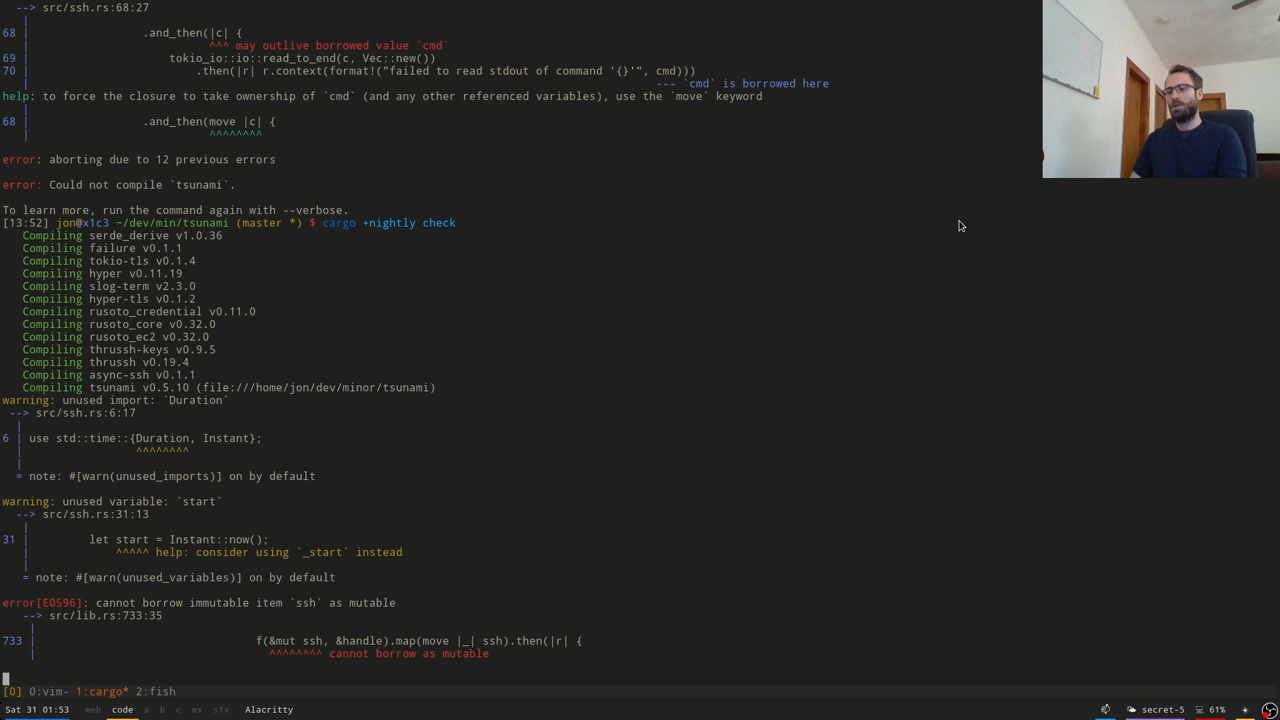 --> src/ssh.rs:68:27
   |
68 |                 .and_then(|c| {
   |                           ^^^ may outlive borrowed value `cmd`
69 |                     tokio_io::io::read_to_end(c, Vec::new())
70 |                         .then(|r| r.context(format!("failed to read stdout of command '{}'", cmd)))
   |                                                                                              --- `cmd` is borrowed here
help: to force the closure to take ownership of `cmd` (and any other referenced variables), use the `move` keyword
   |
68 |                 .and_then(move |c| {
   |                           ^^^^^^^^
error: aborting due to 12 previous errors
error: Could not compile `tsunami`.
To learn more, run the command again with --verbose.
[13:52] jon@x1c3 ~/dev/min/tsunami (master *) $ cargo +nightly check
   Compiling serde_derive v1.0.36
   Compiling failure v0.1.1
   Compiling tokio-tls v0.1.4
   Compiling hyper v0.11.19
   Compiling slog-term v2.3.0
   Compiling hyper-tls v0.1.2
   Compiling rusoto_credential v0.11.0
   Compiling rusoto_core v0.32.0
   Compiling rusoto_ec2 v0.32.0
   Compiling thrussh-keys v0.9.5
   Compiling thrussh v0.19.4
   Compiling async-ssh v0.1.1
   Compiling tsunami v0.5.10 (file:///home/jon/dev/minor/tsunami)
warning: unused import: `Duration`
 --> src/ssh.rs:6:17
  |
6 | use std::time::{Duration, Instant};
  |                 ^^^^^^^^
  |
  = note: #[warn(unused_imports)] on by default
warning: unused variable: `start`
  --> src/ssh.rs:31:13
   |
31 |         let start = Instant::now();
   |             ^^^^^ help: consider using `_start` instead
   |
   = note: #[warn(unused_variables)] on by default
error[E0596]: cannot borrow immutable item `ssh` as mutable
   --> src/lib.rs:733:35
    |
733 |                                 f(&mut ssh, &handle).map(move |_| ssh).then(|r| {
    |                                   ^^^^^^^^ cannot borrow as mutable
[0] 0:vim- 1:cargo* 2:fish
Sat 31 01:53 web code a b c mx sfx Alacritty secret-5 61%